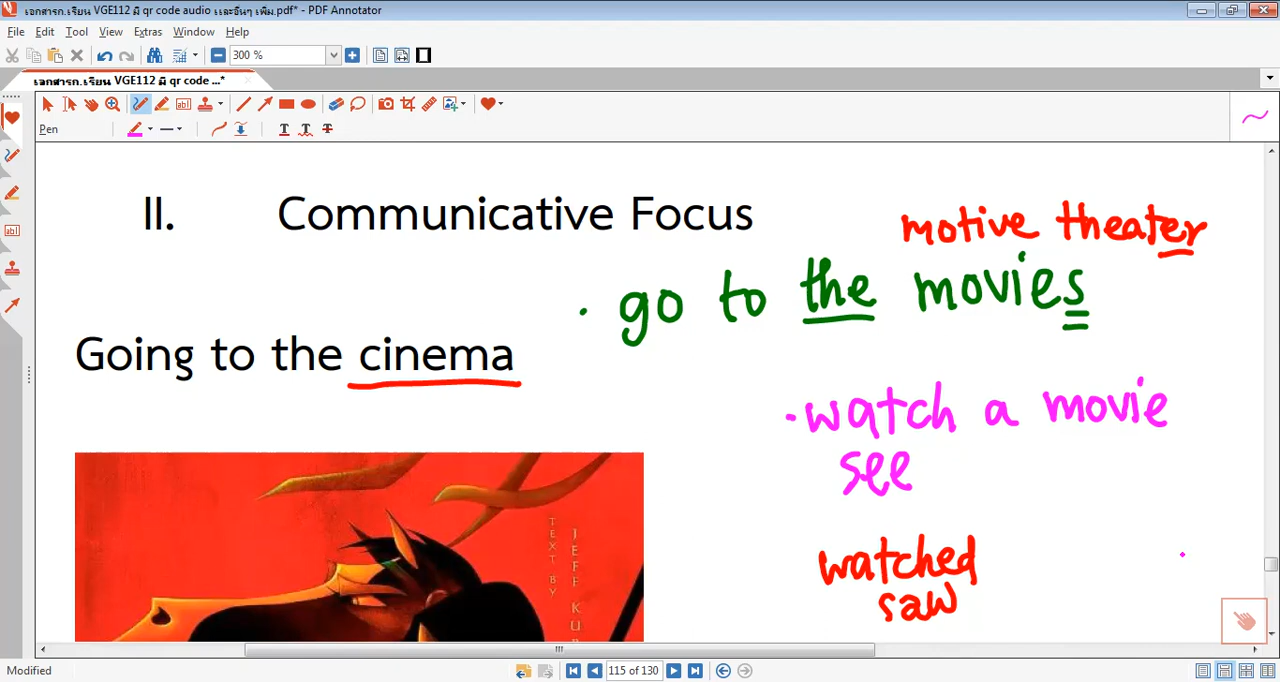 เอกสารก.เรียน VGE112 มี qr code audio และอื่นๆ เพิ่ม.pdf* - PDF Annotator
File Edit Tool View Extras Window Help
300 %
เอกสารก.เรียน VGE112 มี qr code ...*
Pen
II. Communicative Focus
motive theater
· go to the movies
Going to the cinema
· watch a movie
see
TEXT BY
watched
saw
Modified
115 of 130